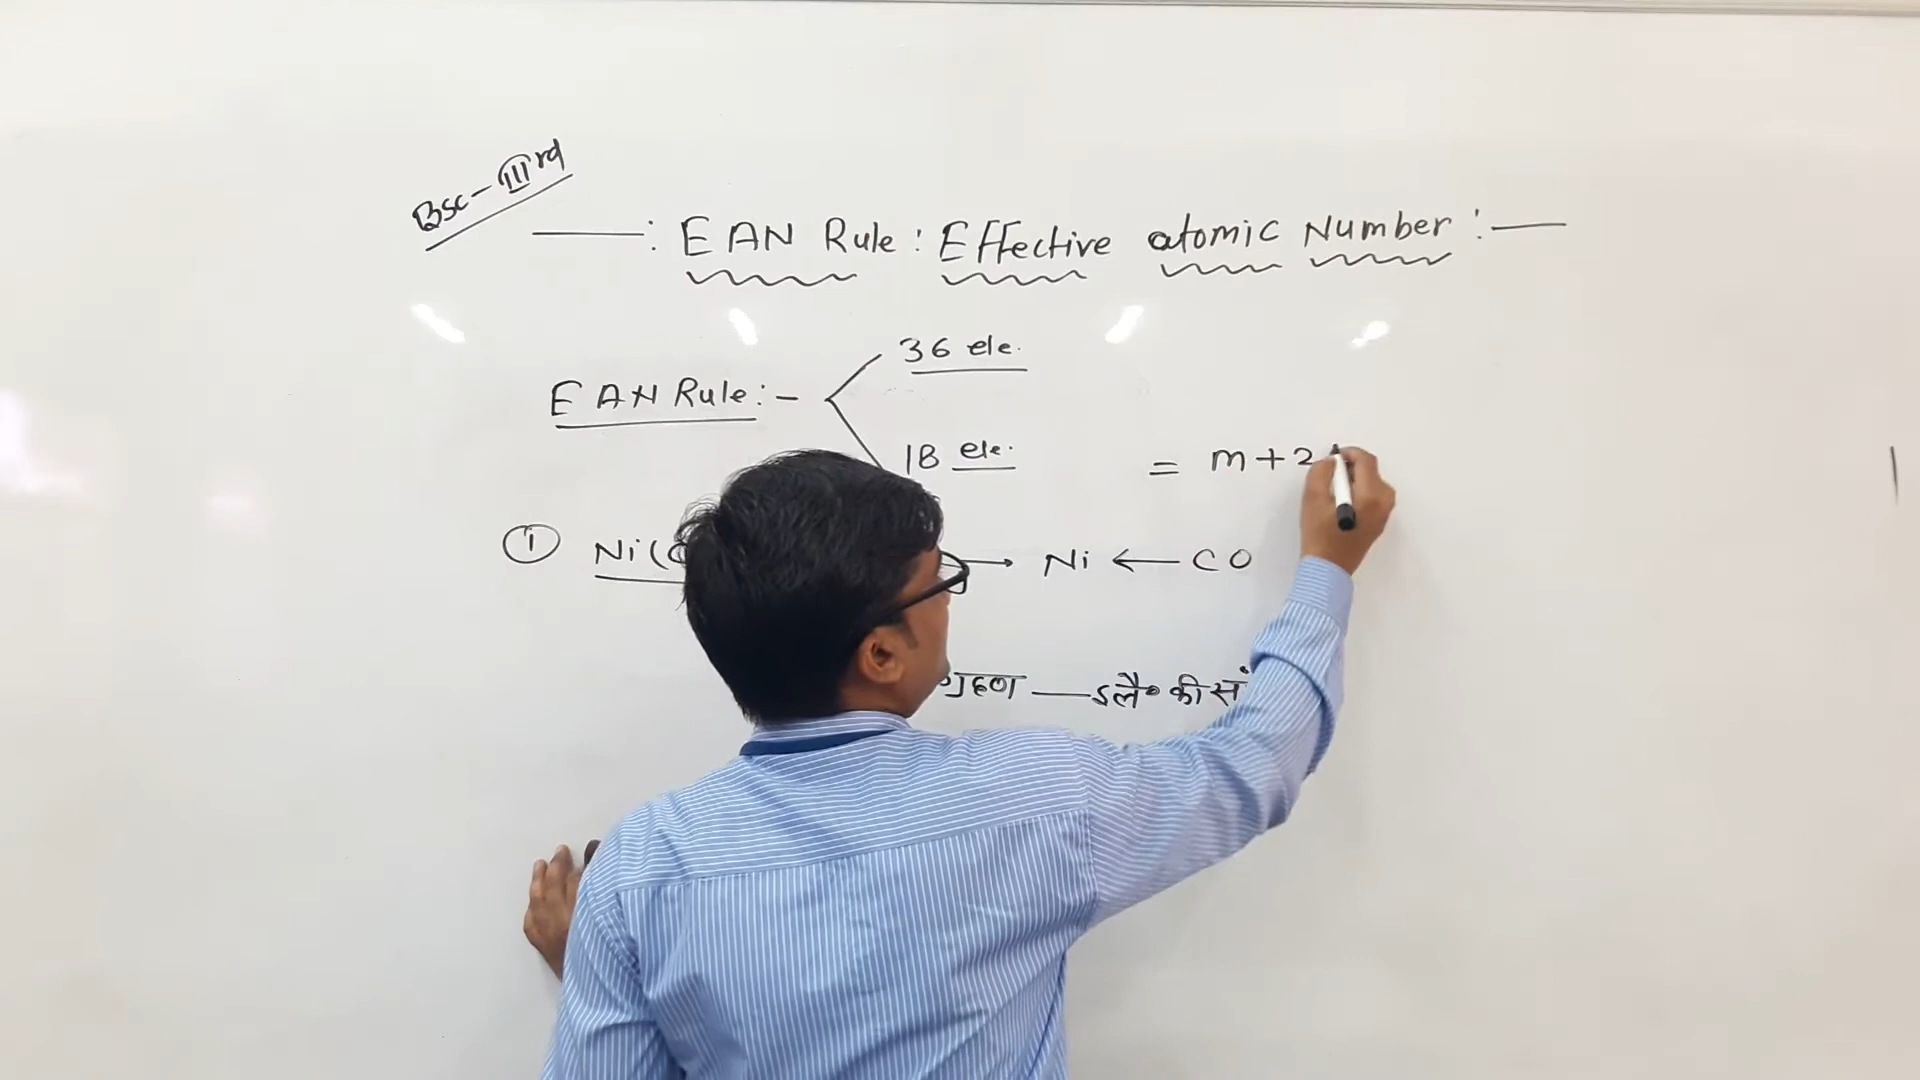 Bsc-IIIrd
: EAN Rule : Effective atomic Number :
EAN Rule :-
36 ele.
18 ele.
= m+2
① Ni(
→ Ni ← CO
ग्रहण — इलै॰ की सं